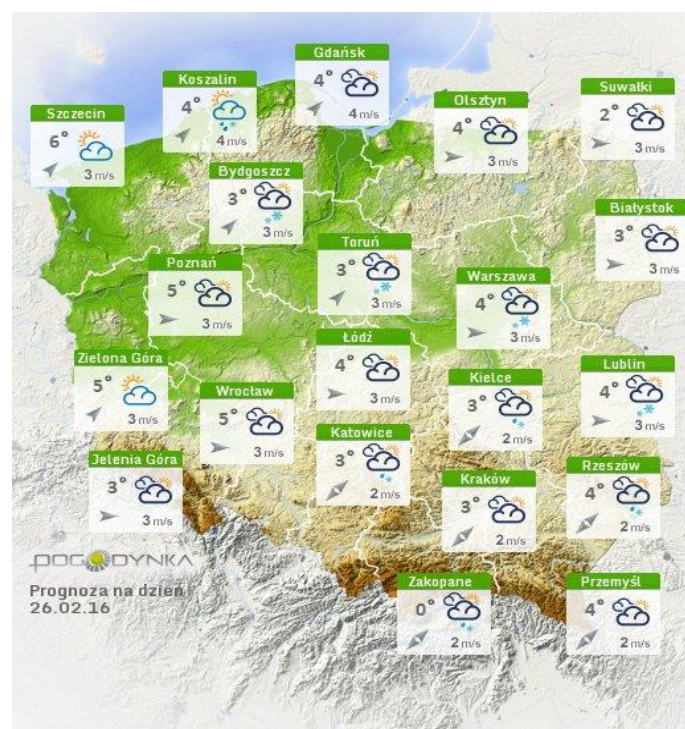 Gdańsk
4°
4 m/s
Koszalin
4°
4 m/s
Suwałki
2°
3 m/s
Olsztyn
4°
3 m/s
Szczecin
6°
3 m/s
Bydgoszcz
3°
3 m/s
Białystok
3°
3 m/s
Toruń
3°
3 m/s
Poznań
5°
3 m/s
Warszawa
4°
3 m/s
Łódź
4°
3 m/s
Zielona Góra
5°
3 m/s
Lublin
4°
3 m/s
Kielce
3°
2 m/s
Wrocław
5°
3 m/s
Katowice
3°
2 m/s
Jelenia Góra
3°
3 m/s
Rzeszów
4°
2 m/s
Kraków
3°
2 m/s
POGODYNKA
Prognoza na dzień
26.02.16
Zakopane
0°
2 m/s
Przemyśl
4°
2 m/s